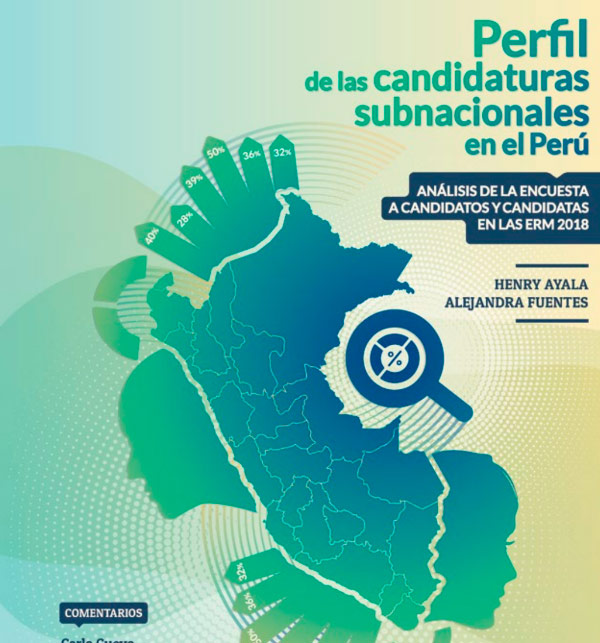 Perfil
de las candidaturas
subnacionales
en el Perú
ANÁLISIS DE LA ENCUESTA
A CANDIDATOS Y CANDIDATAS
EN LAS ERM 2018
HENRY AYALA
ALEJANDRA FUENTES
40%
28%
39%
50%
36%
32%
%
32%
36%
COMENTARIOS